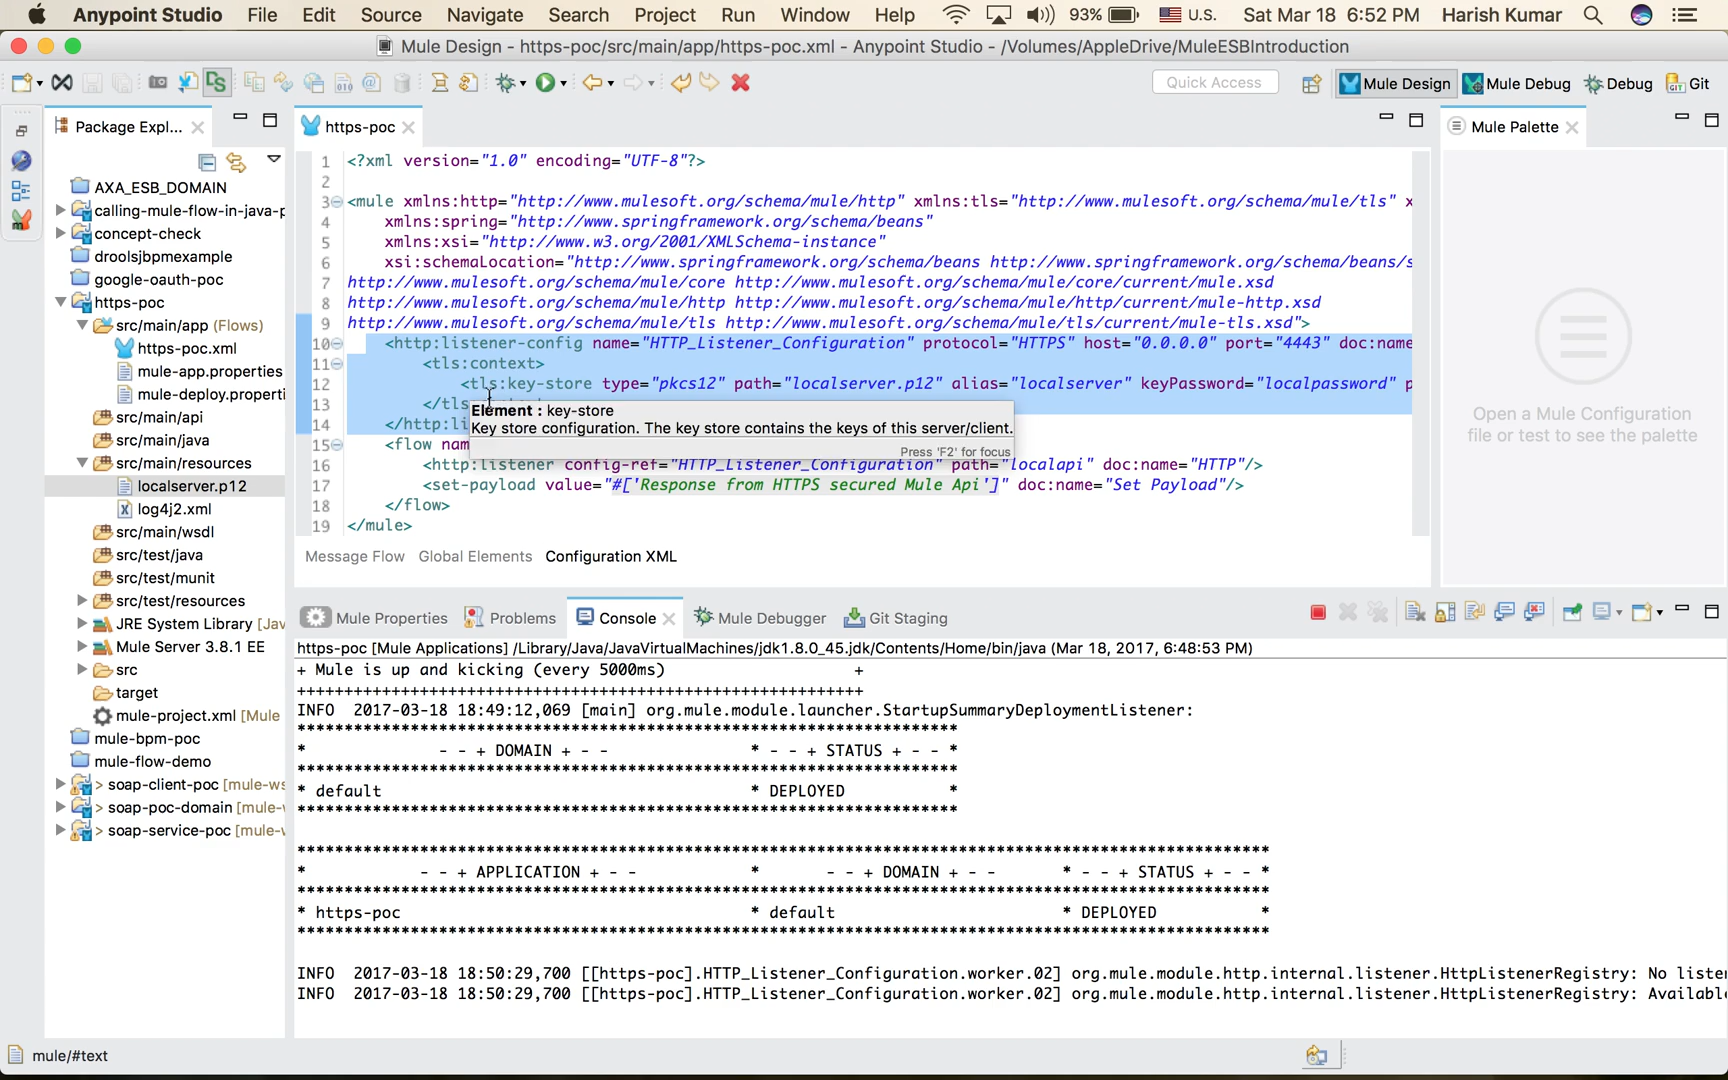 Anypoint Studio File Edit Source Navigate Search Project Run Window Help 93% U.S. Sat Mar 18 6:52 PM Harish Kumar
Mule Design - https-poc/src/main/app/https-poc.xml - Anypoint Studio - /Volumes/AppleDrive/MuleESBIntroduction
Quick Access Mule Design Mule Debug Debug Git
Package Expl...
AXA_ESB_DOMAIN
calling-mule-flow-in-java-p
concept-check
droolsjbpmexample
google-oauth-poc
https-poc
src/main/app (Flows)
https-poc.xml
mule-app.properties
mule-deploy.properti
src/main/api
src/main/java
src/main/resources
localserver.p12
log4j2.xml
src/main/wsdl
src/test/java
src/test/munit
src/test/resources
JRE System Library [Jav
Mule Server 3.8.1 EE
src
target
mule-project.xml [Mule
mule-bpm-poc
mule-flow-demo
> soap-client-poc [mule-ws
> soap-poc-domain [mule-
> soap-service-poc [mule-
https-poc
1 <?xml version="1.0" encoding="UTF-8"?>
2
3 <mule xmlns:http="http://www.mulesoft.org/schema/mule/http" xmlns:tls="http://www.mulesoft.org/schema/mule/tls" x
4 xmlns:spring="http://www.springframework.org/schema/beans"
5 xmlns:xsi="http://www.w3.org/2001/XMLSchema-instance"
6 xsi:schemaLocation="http://www.springframework.org/schema/beans http://www.springframework.org/schema/beans/s
7 http://www.mulesoft.org/schema/mule/core http://www.mulesoft.org/schema/mule/core/current/mule.xsd
8 http://www.mulesoft.org/schema/mule/http http://www.mulesoft.org/schema/mule/http/current/mule-http.xsd
9 http://www.mulesoft.org/schema/mule/tls http://www.mulesoft.org/schema/mule/tls/current/mule-tls.xsd">
10 <http:listener-config name="HTTP_Listener_Configuration" protocol="HTTPS" host="0.0.0.0" port="4443" doc:name
11 <tls:context>
12 <tls:key-store type="pkcs12" path="localserver.p12" alias="localserver" keyPassword="localpassword" p
13 </tls
Element : key-store
14 </http:li
Key store configuration. The key store contains the keys of this server/client.
15 <flow nam
Press 'F2' for focus
16 <http:listener config-ref="HTTP_Listener_Configuration" path="localapi" doc:name="HTTP"/>
17 <set-payload value="#['Response from HTTPS secured Mule Api']" doc:name="Set Payload"/>
18 </flow>
19 </mule>
Message Flow Global Elements Configuration XML
Mule Palette
Open a Mule Configuration
file or test to see the palette
Mule Properties Problems Console Mule Debugger Git Staging
https-poc [Mule Applications] /Library/Java/JavaVirtualMachines/jdk1.8.0_45.jdk/Contents/Home/bin/java (Mar 18, 2017, 6:48:53 PM)
+ Mule is up and kicking (every 5000ms) +
++++++++++++++++++++++++++++++++++++++++++++++++++++++++++++
INFO 2017-03-18 18:49:12,069 [main] org.mule.module.launcher.StartupSummaryDeploymentListener:
**********************************************************************
* - - + DOMAIN + - - * - - + STATUS + - - *
**********************************************************************
* default * DEPLOYED *
**********************************************************************
*******************************************************************************************************
* - - + APPLICATION + - - * - - + DOMAIN + - - * - - + STATUS + - - *
*******************************************************************************************************
* https-poc * default * DEPLOYED *
*******************************************************************************************************
INFO 2017-03-18 18:50:29,700 [[https-poc].HTTP_Listener_Configuration.worker.02] org.mule.module.http.internal.listener.HttpListenerRegistry: No liste
INFO 2017-03-18 18:50:29,700 [[https-poc].HTTP_Listener_Configuration.worker.02] org.mule.module.http.internal.listener.HttpListenerRegistry: Availabl
mule/#text